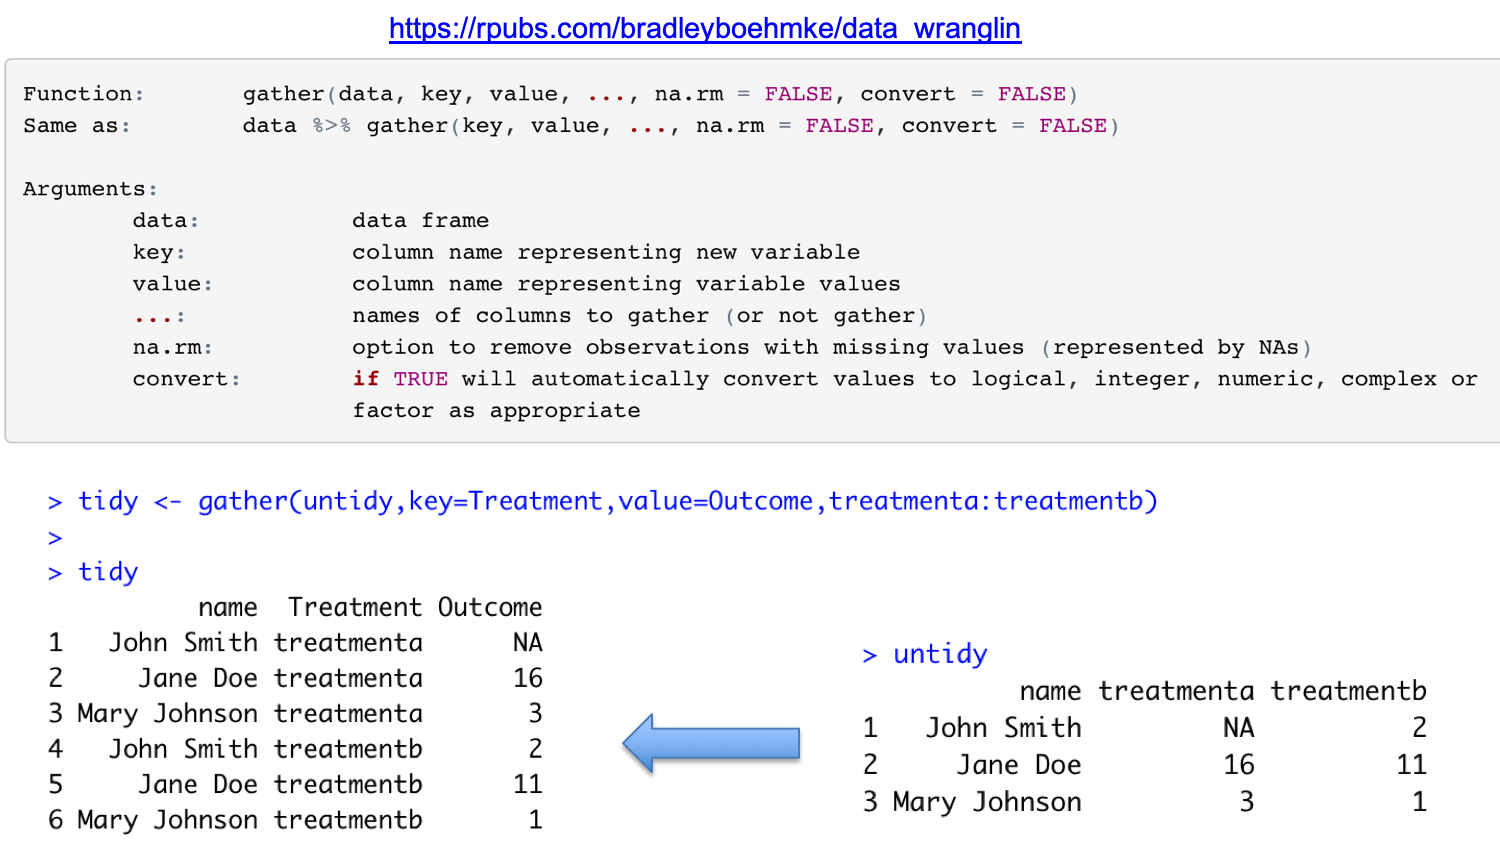 https://rpubs.com/bradleyboehmke/data_wranglin
Function: gather(data, key, value, ..., na.rm = FALSE, convert = FALSE)
Same as: data %>% gather(key, value, ..., na.rm = FALSE, convert = FALSE)
Arguments:
data: data frame
key: column name representing new variable
value: column name representing variable values
...: names of columns to gather (or not gather)
na.rm: option to remove observations with missing values (represented by NAs)
convert: if TRUE will automatically convert values to logical, integer, numeric, complex or
factor as appropriate
> tidy <- gather(untidy,key=Treatment,value=Outcome,treatmenta:treatmentb)
>
> tidy
name Treatment Outcome
1 John Smith treatmenta NA
2 Jane Doe treatmenta 16
3 Mary Johnson treatmenta 3
4 John Smith treatmentb 2
5 Jane Doe treatmentb 11
6 Mary Johnson treatmentb 1
> untidy
name treatmenta treatmentb
1 John Smith NA 2
2 Jane Doe 16 11
3 Mary Johnson 3 1